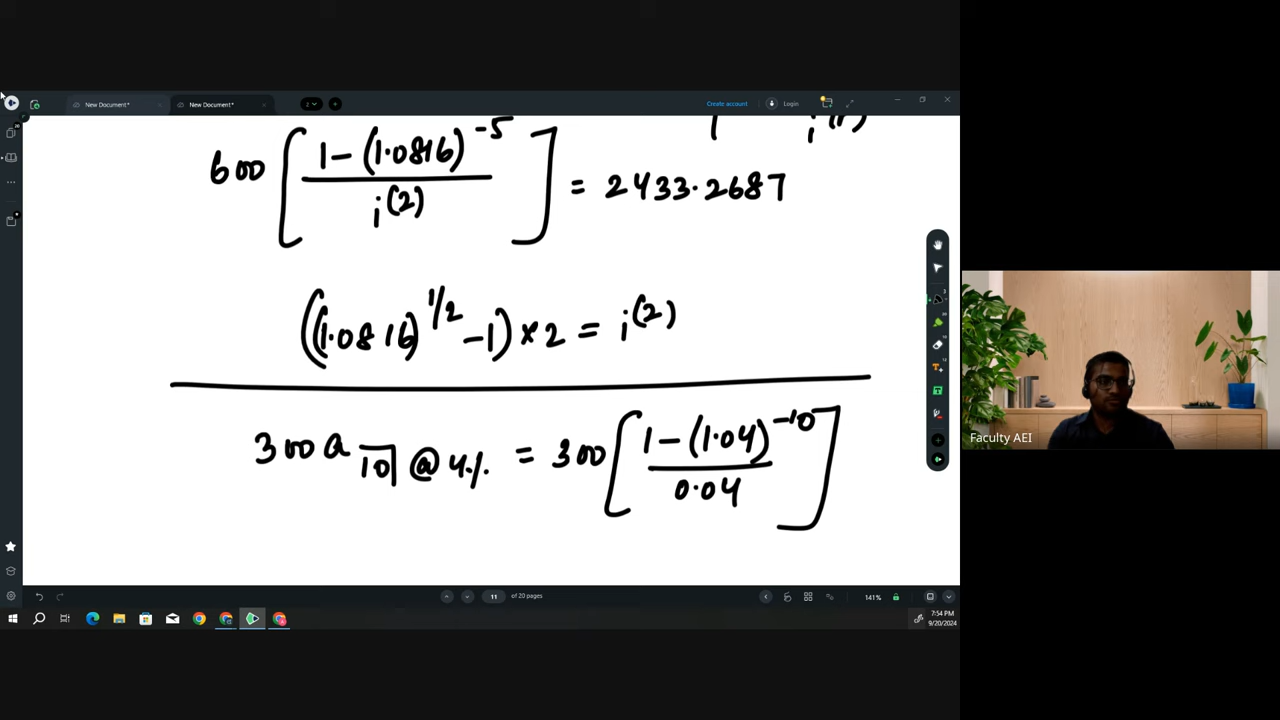 New Document*
New Document*
2
Create account
Login
600 [ 1 - (1.0816)^-5 / i^(2) ] = 2433.2687
((1.0816)^1/2 - 1) × 2 = i^(2)
300 a 10| @ 4.%. = 300 [ 1 - (1.04)^-10 / 0.04 ]
Faculty AEI
11 of 20 pages
141%
7:54 PM
9/20/2024